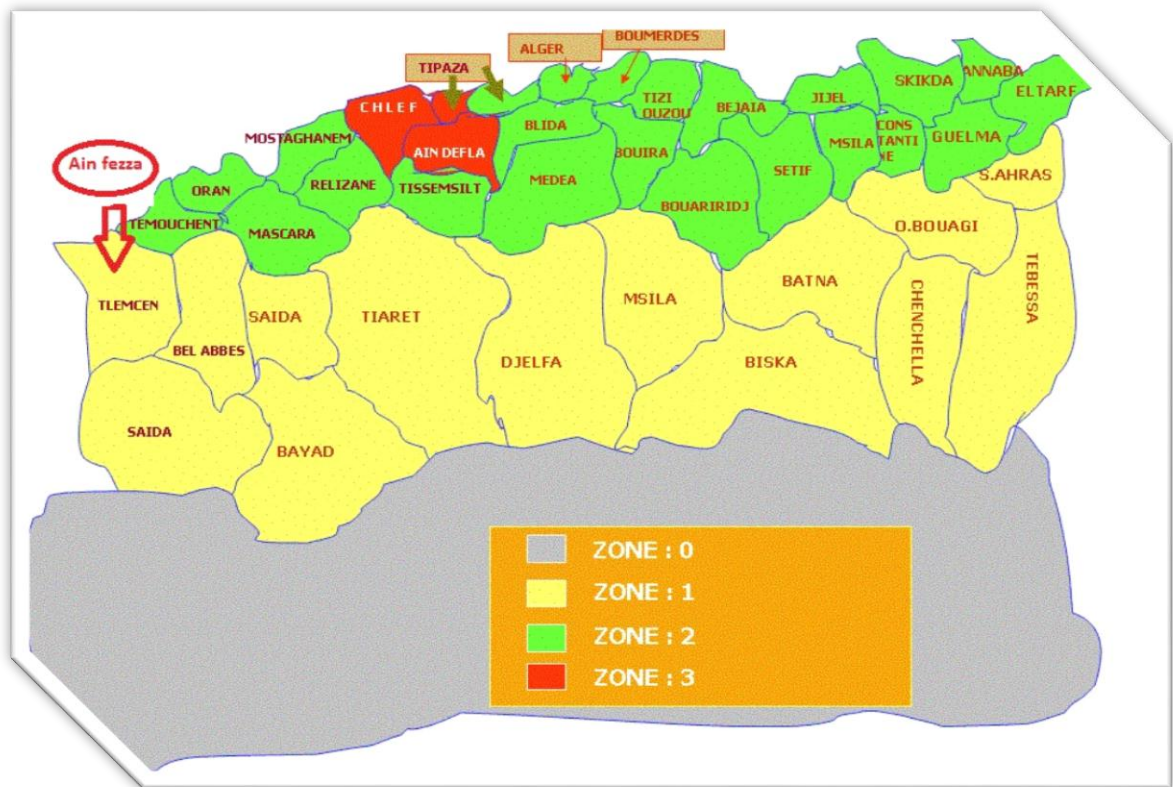 BOUMERDES
ALGER
TIPAZA
SKIKDA
ANNABA
EL TARF
CHLEF
TIZI
OUZOU
BEJAIA
JIJEL
MOSTAGHANEM
BLIDA
CONS
TANTI
NE
GUELMA
MSILA
AIN DEFLA
BOUIRA
Ain fezza
SETIF
S.AHRAS
ORAN
RELIZANE
TISSEMSILT
MEDEA
BOUARIRIDJ
TEMOUCHENT
MASCARA
O.BOUAGI
TLEMCEN
SAIDA
TIARET
MSILA
BATNA
CHENCHELLA
TEBESSA
BEL ABBES
DJELFA
BISKA
SAIDA
BAYAD
ZONE : 0
ZONE : 1
ZONE : 2
ZONE : 3